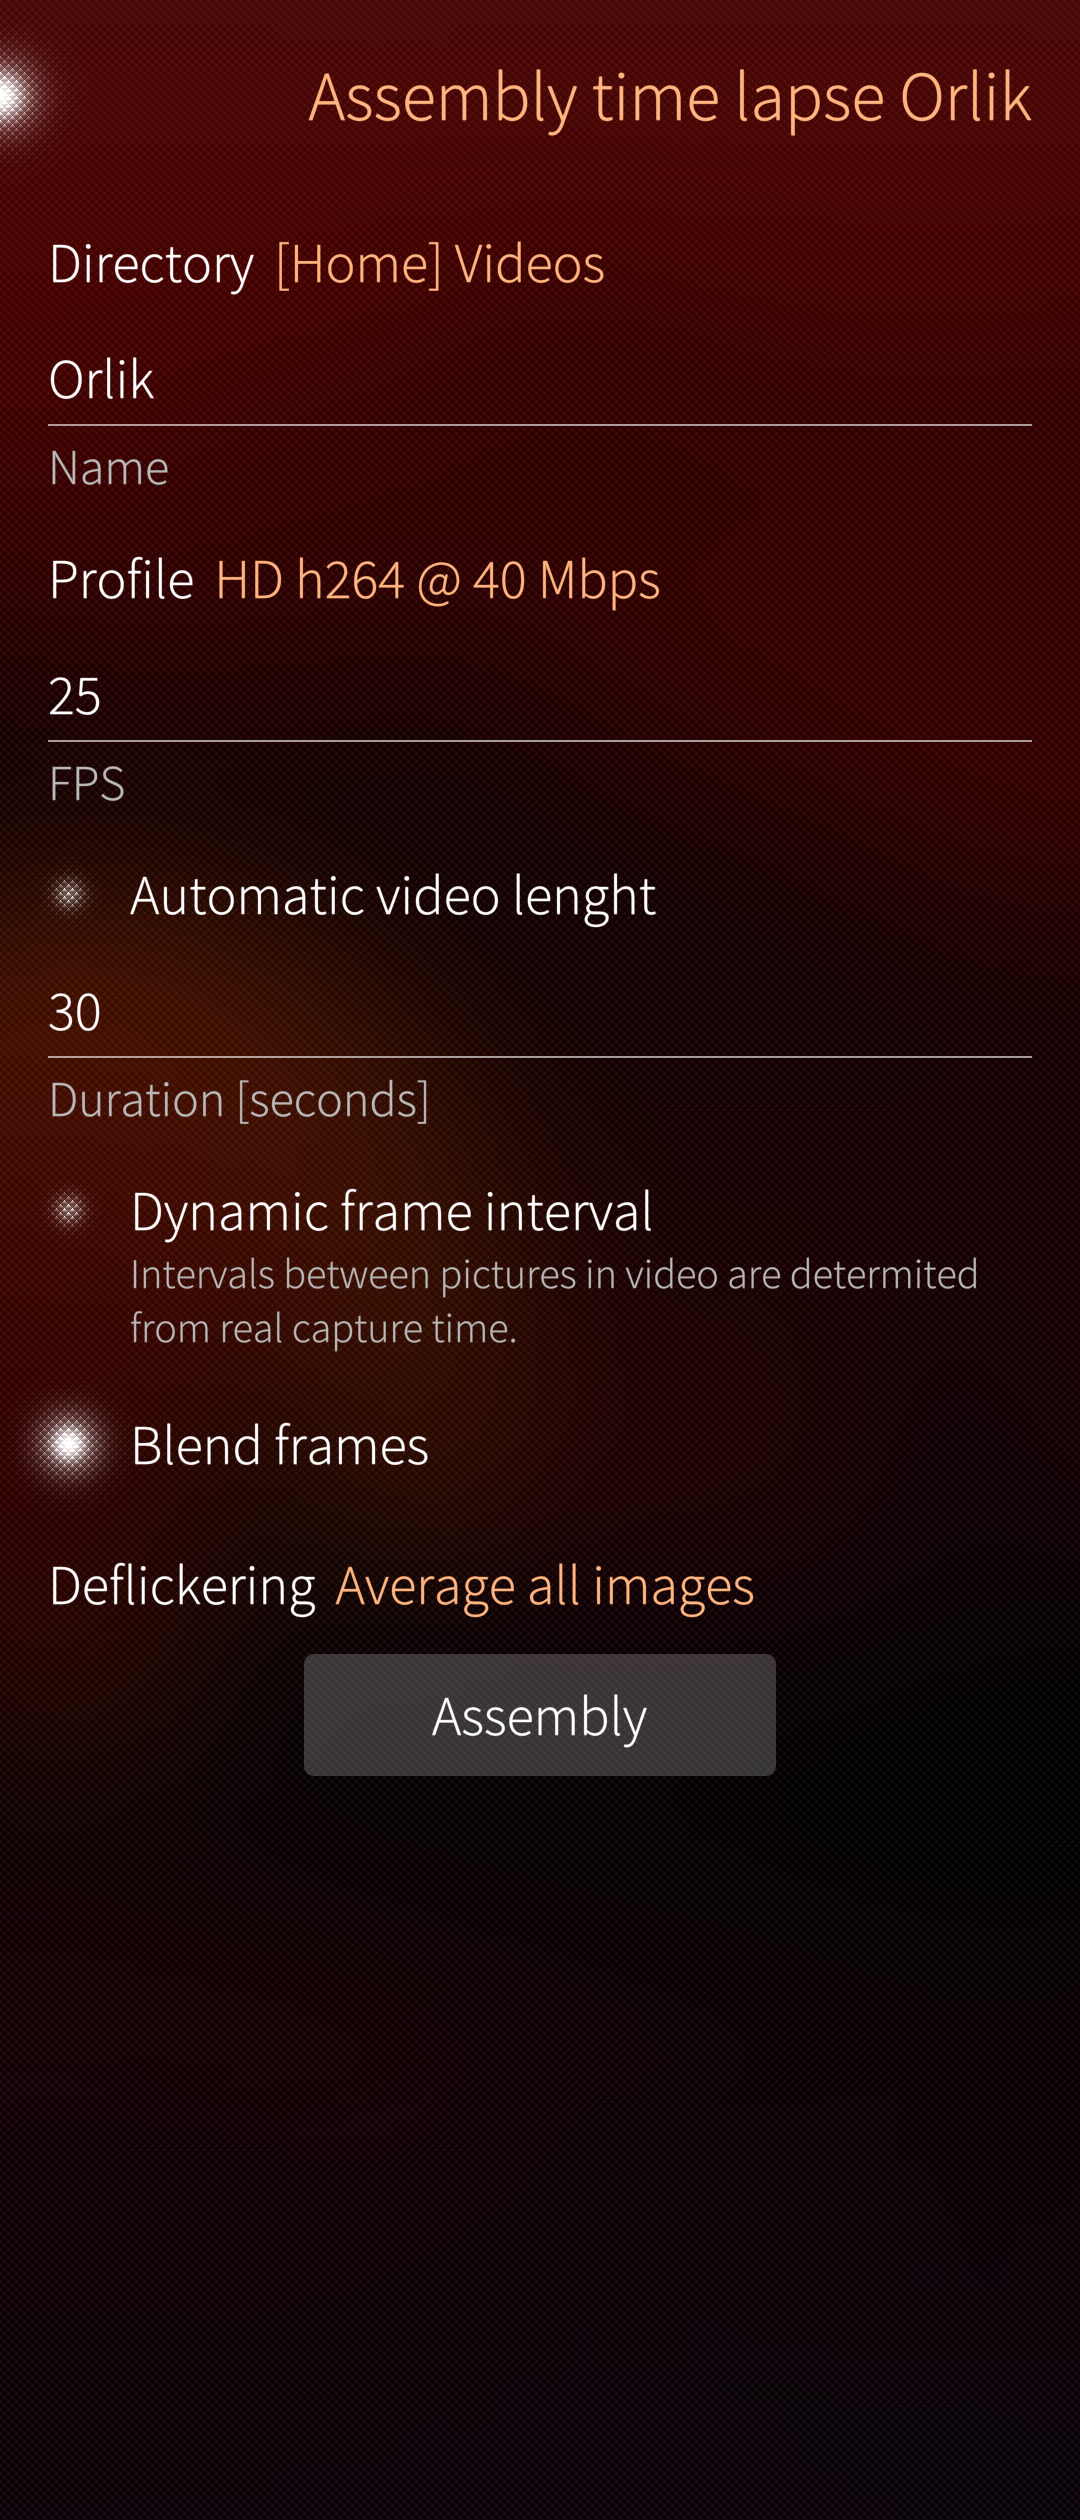 Assembly time lapse Orlik
Directory [Home] Videos
Orlik
Name
Profile HD h264 @ 40 Mbps
25
FPS
Automatic video lenght
30
Duration [seconds]
Dynamic frame interval
Intervals between pictures in video are determited
from real capture time.
Blend frames
Deflickering Average all images
Assembly